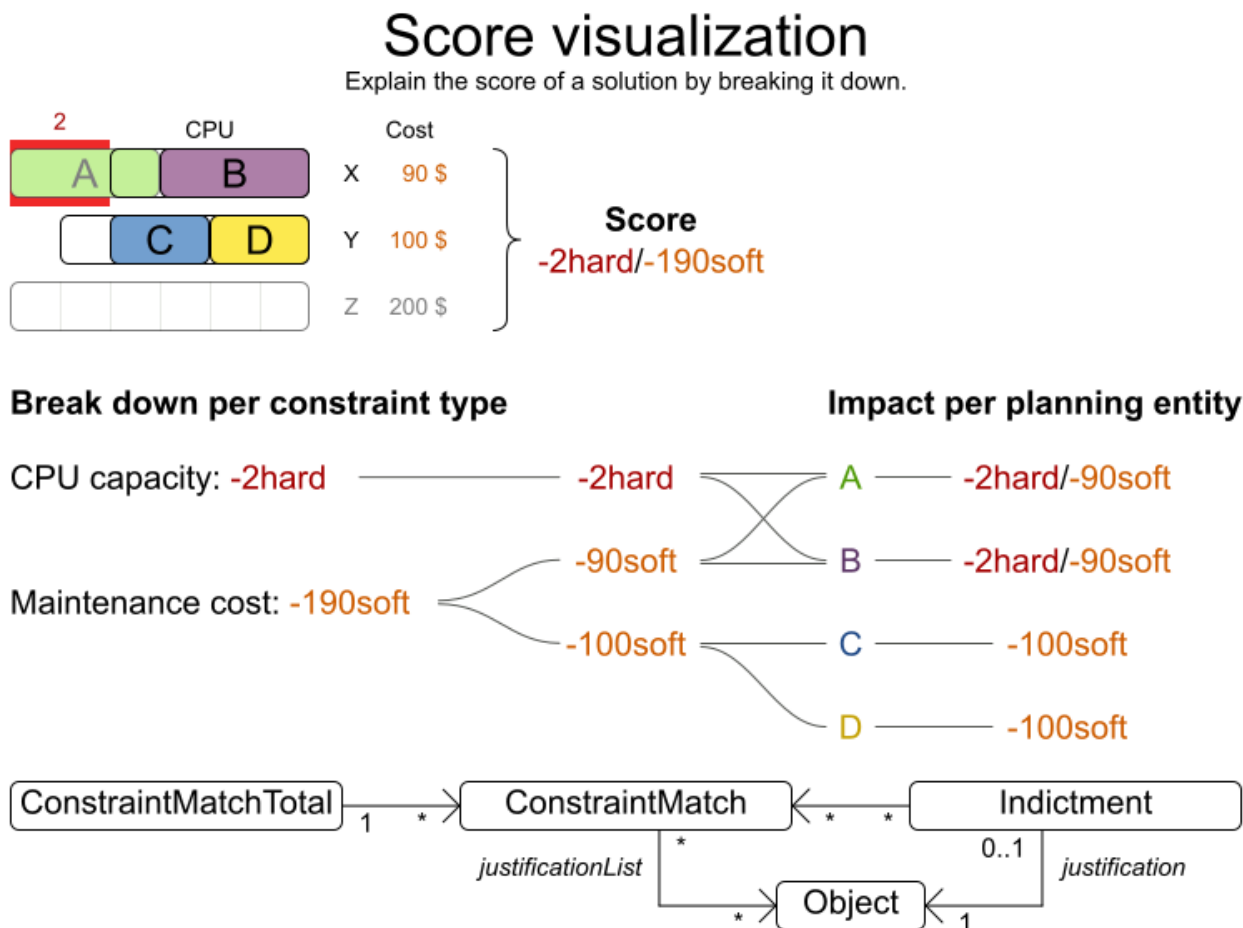 Score visualization
Explain the score of a solution by breaking it down.
2 CPU Cost
A B X 90 $
C D Y 100 $
Z 200 $
Score
-2hard/-190soft
Break down per constraint type Impact per planning entity
CPU capacity: -2hard -2hard A -2hard/-90soft
-90soft B -2hard/-90soft
Maintenance cost: -190soft
-100soft C -100soft
D -100soft
ConstraintMatchTotal 1 * ConstraintMatch * * Indictment
* 0..1
justificationList justification
* Object 1